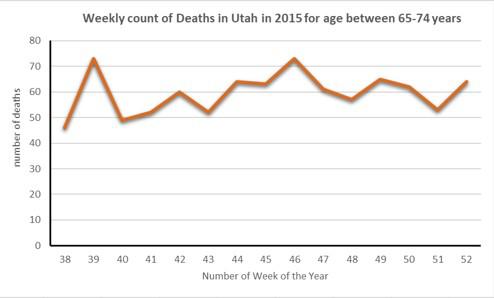 Weekly count of Deaths in Utah in 2015 for age between 65-74 years
80
70
60
50
40
30
20
10
0
number of deaths
38 39 40 41 42 43 44 45 46 47 48 49 50 51 52
Number of Week of the Year